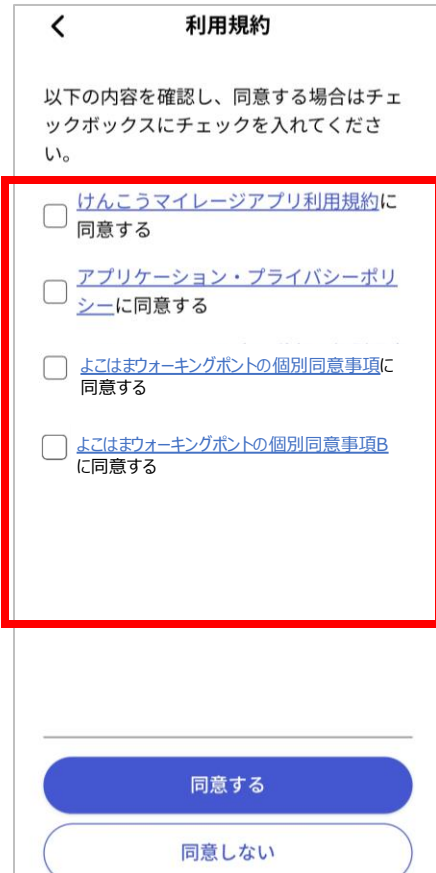 利用規約
以下の内容を確認し、同意する場合はチェ
ックボックスにチェックを入れてくださ
い。
けんこうマイレージアプリ利用規約に
同意する
アプリケーション・プライバシーポリ
シーに同意する
よこはまウォーキングポントの個別同意事項に
同意する
よこはまウォーキングポントの個別同意事項B
に同意する
同意する
同意しない